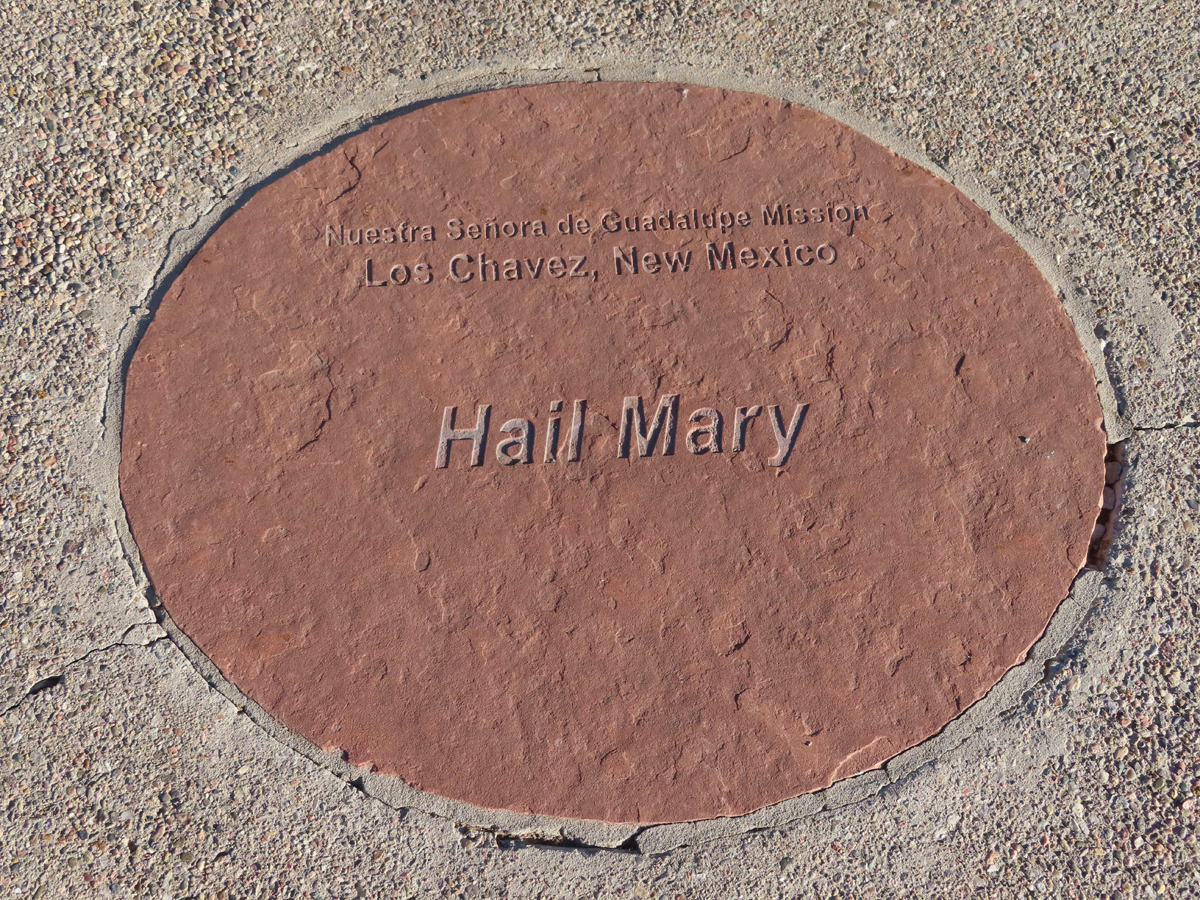 Nuestra Señora de Guadalupe Mission
Los Chavez, New Mexico
Hail Mary